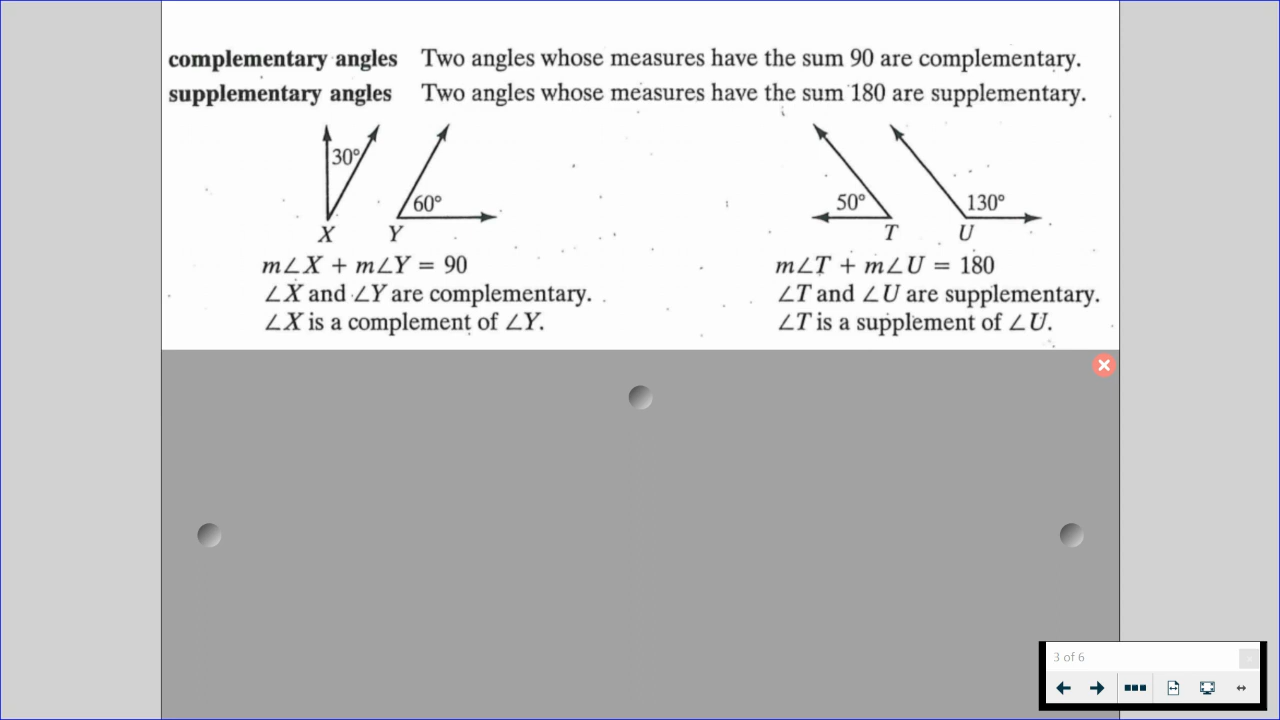 complementary angles Two angles whose measures have the sum 90 are complementary.
supplementary angles Two angles whose measures have the sum 180 are supplementary.
30°
60°
50°
130°
X Y T U
m∠X + m∠Y = 90
∠X and ∠Y are complementary.
∠X is a complement of ∠Y.
m∠T + m∠U = 180
∠T and ∠U are supplementary.
∠T is a supplement of ∠U.
3 of 6